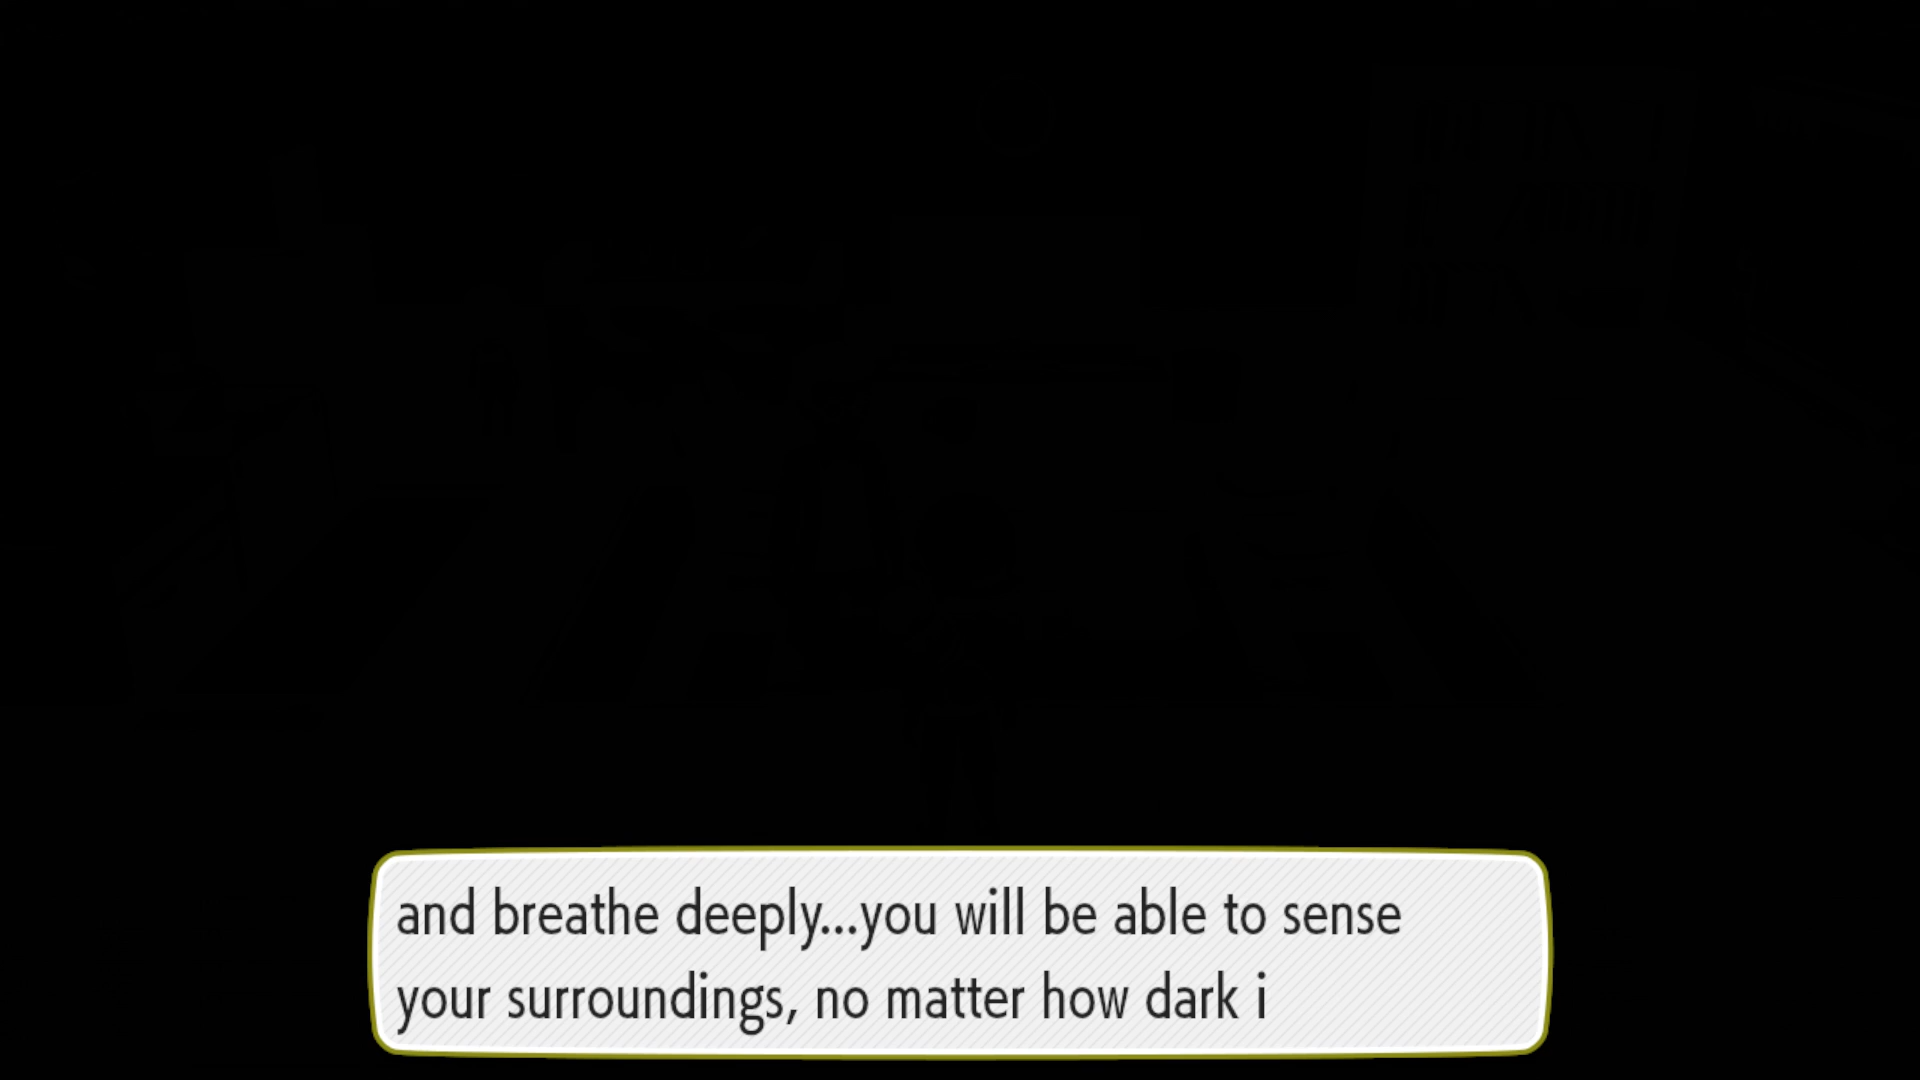 and breathe deeply...you will be able to sense
your surroundings, no matter how dark i